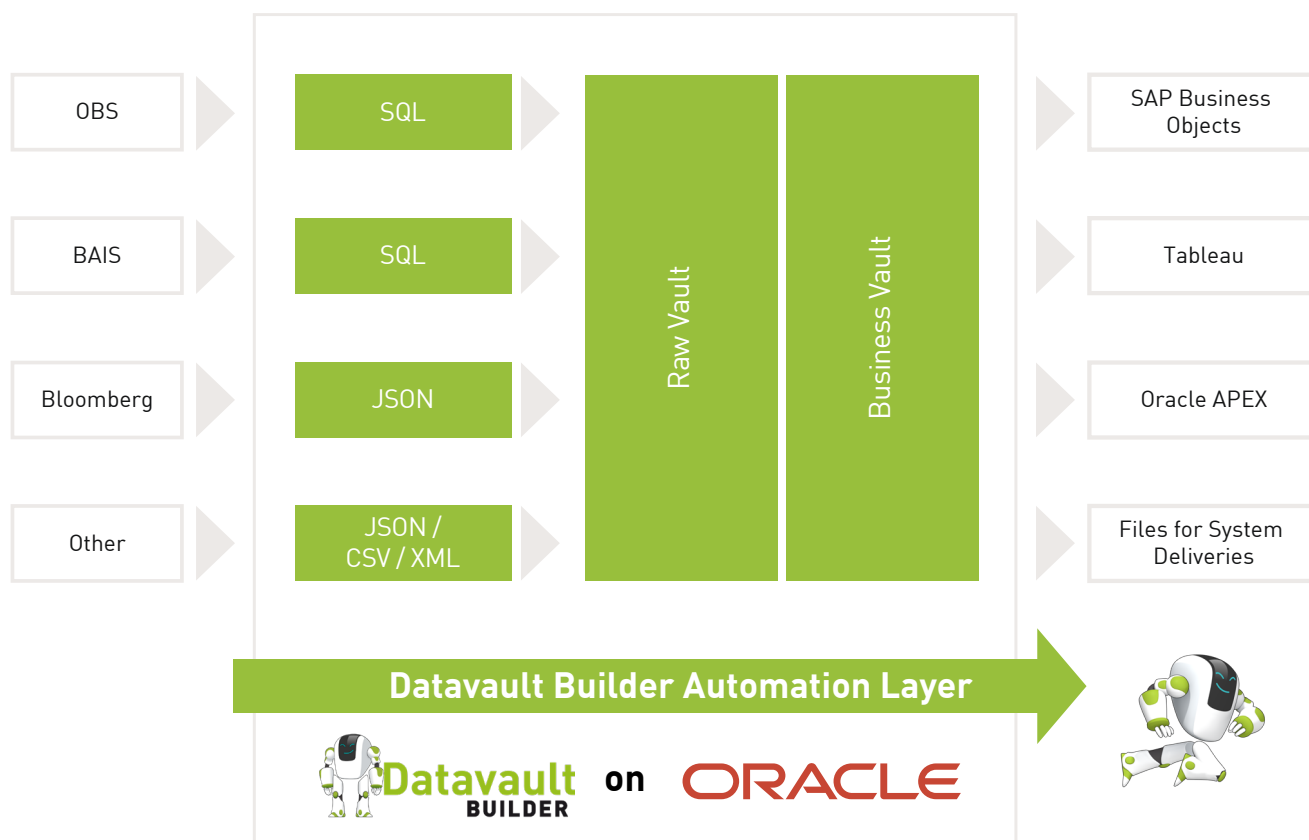 OBS
SQL
SAP Business
Objects
BAIS
SQL
Tableau
Raw Vault
Business Vault
Bloomberg
JSON
Oracle APEX
Other
JSON /
CSV / XML
Files for System
Deliveries
Datavault Builder Automation Layer
Datavault
BUILDER
on
ORACLE